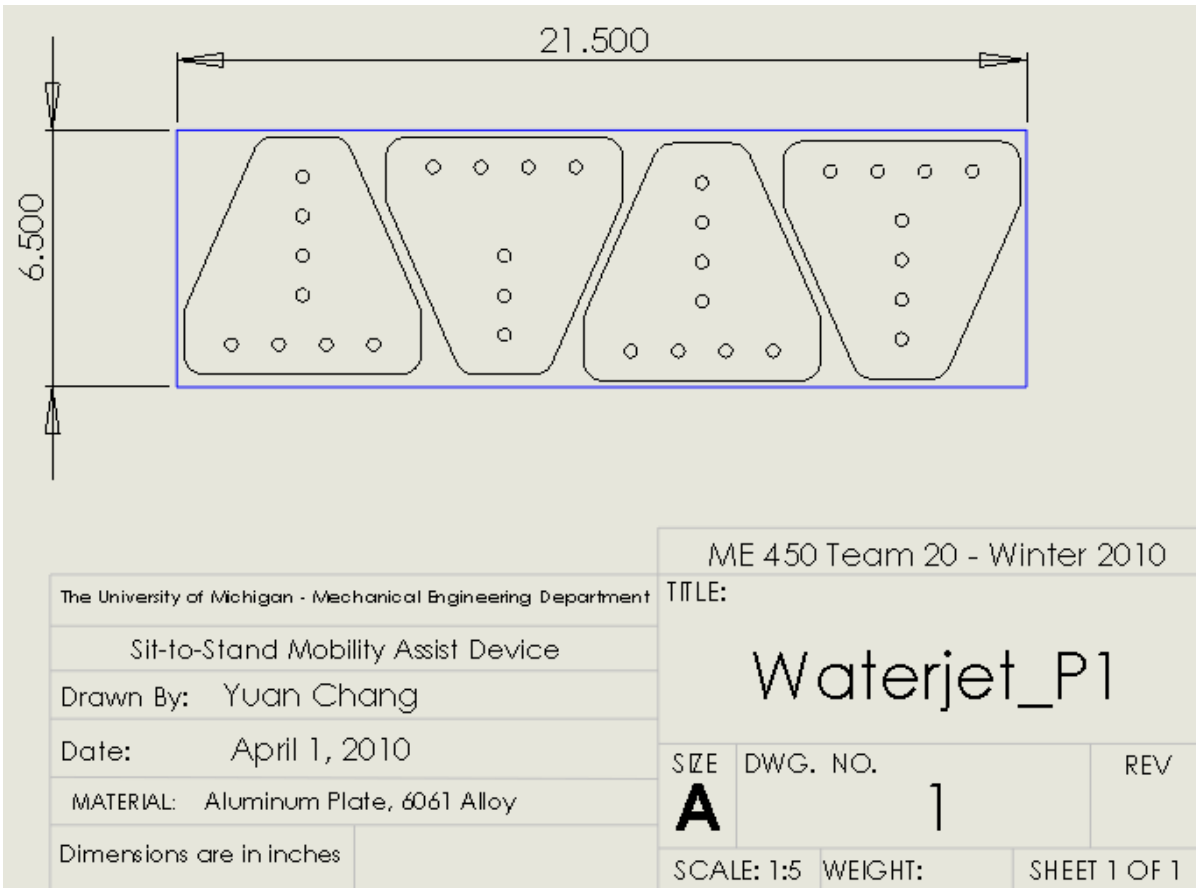 21.500
6.500
ME 450 Team 20 - Winter 2010
The University of Michigan - Mechanical Engineering Department
TITLE:
Sit-to-Stand Mobility Assist Device
Waterjet_P1
Drawn By: Yuan Chang
Date: April 1, 2010
SIZE DWG. NO. REV
A 1
MATERIAL: Aluminum Plate, 6061 Alloy
Dimensions are in inches
SCALE: 1:5 WEIGHT: SHEET 1 OF 1